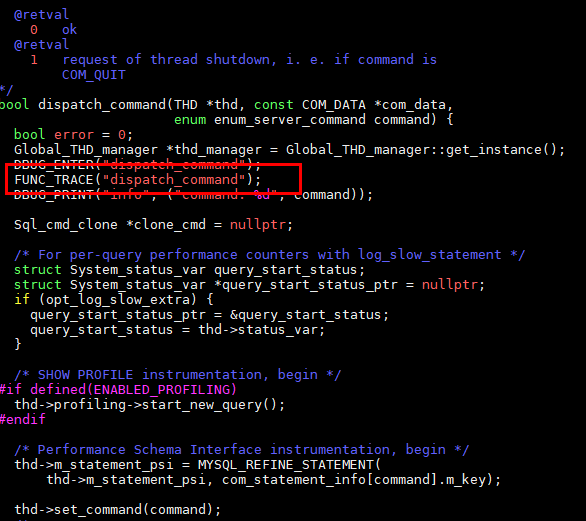 @retval
0   ok
@retval
1   request of thread shutdown, i. e. if command is
COM_QUIT
*/
bool dispatch_command(THD *thd, const COM_DATA *com_data,
enum enum_server_command command) {
bool error = 0;
Global_THD_manager *thd_manager = Global_THD_manager::get_instance();
DBUG_ENTER("dispatch_command");
FUNC_TRACE("dispatch_command");
DBUG_PRINT("info", ("command: %d", command));
Sql_cmd_clone *clone_cmd = nullptr;
/* For per-query performance counters with log_slow_statement */
struct System_status_var query_start_status;
struct System_status_var *query_start_status_ptr = nullptr;
if (opt_log_slow_extra) {
query_start_status_ptr = &query_start_status;
query_start_status = thd->status_var;
}
/* SHOW PROFILE instrumentation, begin */
#if defined(ENABLED_PROFILING)
thd->profiling->start_new_query();
#endif
/* Performance Schema Interface instrumentation, begin */
thd->m_statement_psi = MYSQL_REFINE_STATEMENT(
thd->m_statement_psi, com_statement_info[command].m_key);
thd->set_command(command);